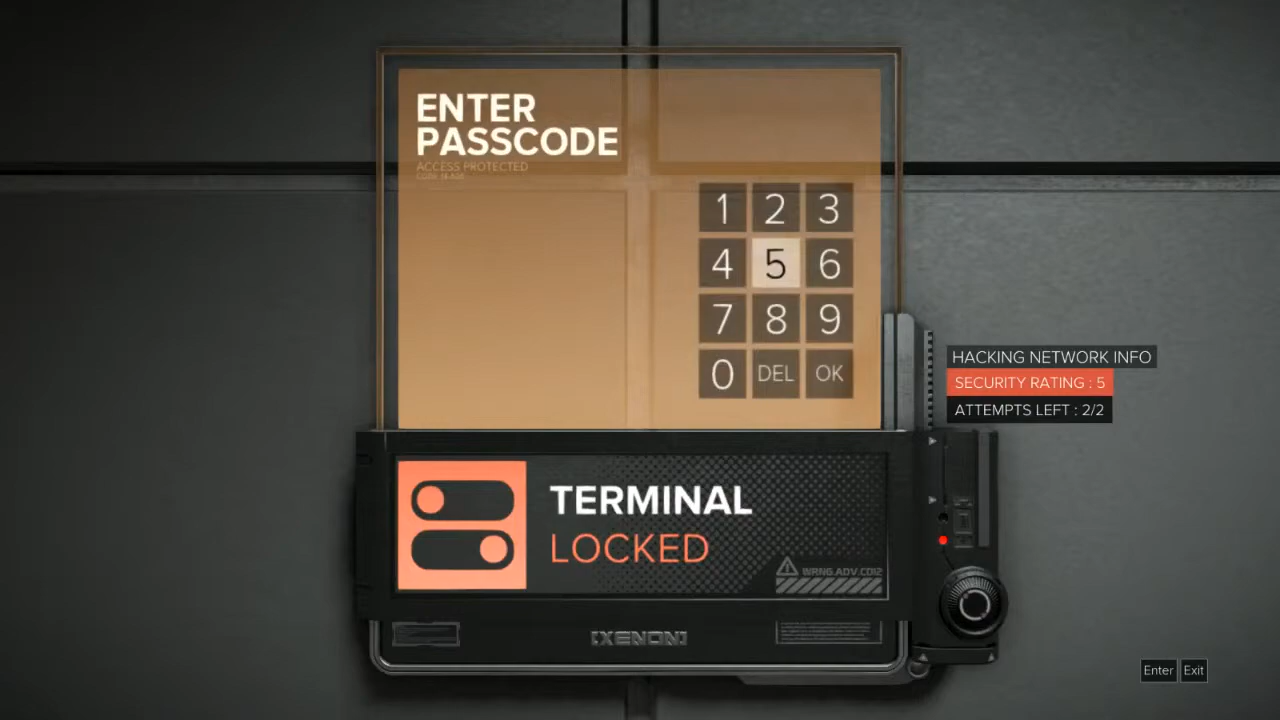 ENTER
PASSCODE
ACCESS PROTECTED
1 2 3
4 5 6
7 8 9
0 DEL OK
HACKING NETWORK INFO
SECURITY RATING : 5
ATTEMPTS LEFT : 2/2
TERMINAL
LOCKED
WRNG.ADV.CD12
[XENON]
Enter Exit